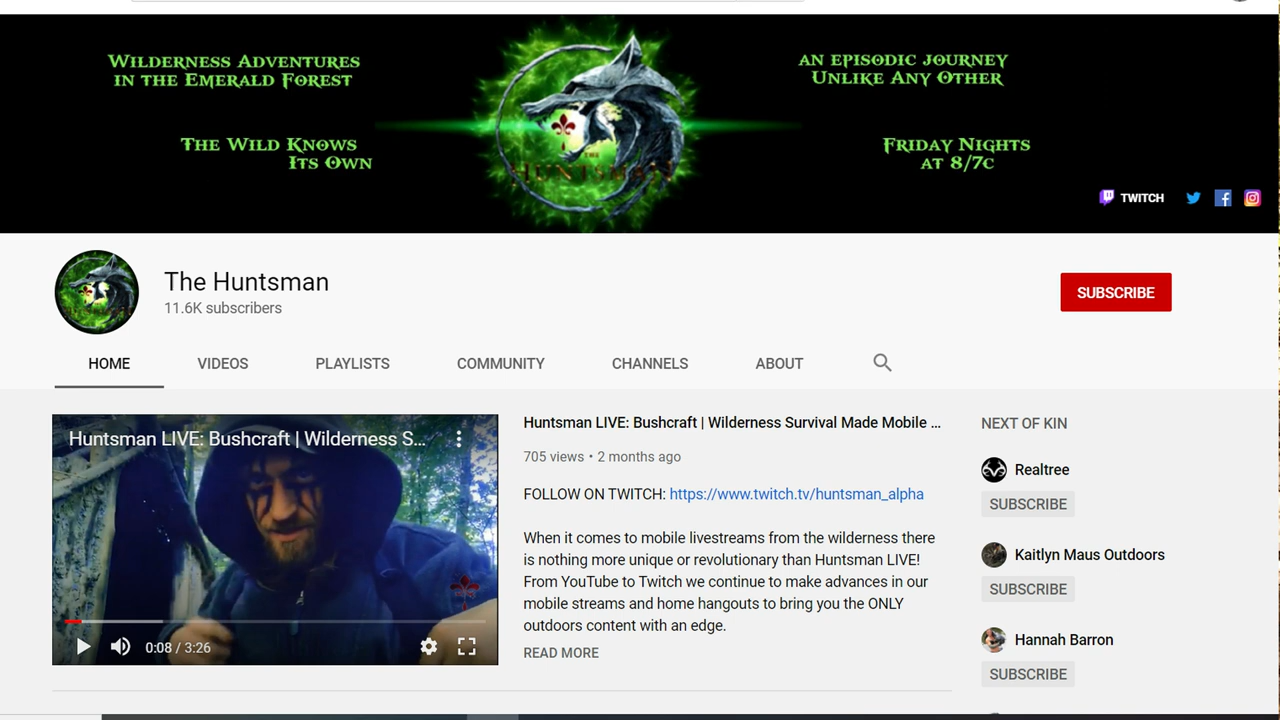 WILDERNESS ADVENTURES
IN THE EMERALD FOREST
AN EPISODIC JOURNEY
UNLIKE ANY OTHER
THE WILD KNOWS
ITS OWN
THE
HUNTSMAN
FRIDAY NIGHTS
AT 8/7C
TWITCH
The Huntsman
11.6K subscribers
SUBSCRIBE
HOME VIDEOS PLAYLISTS COMMUNITY CHANNELS ABOUT
Huntsman LIVE: Bushcraft | Wilderness S...
0:08 / 3:26
Huntsman LIVE: Bushcraft | Wilderness Survival Made Mobile ...
705 views • 2 months ago
FOLLOW ON TWITCH: https://www.twitch.tv/huntsman_alpha
When it comes to mobile livestreams from the wilderness there
is nothing more unique or revolutionary than Huntsman LIVE!
From YouTube to Twitch we continue to make advances in our
mobile streams and home hangouts to bring you the ONLY
outdoors content with an edge.
READ MORE
NEXT OF KIN
Realtree
SUBSCRIBE
Kaitlyn Maus Outdoors
SUBSCRIBE
Hannah Barron
SUBSCRIBE